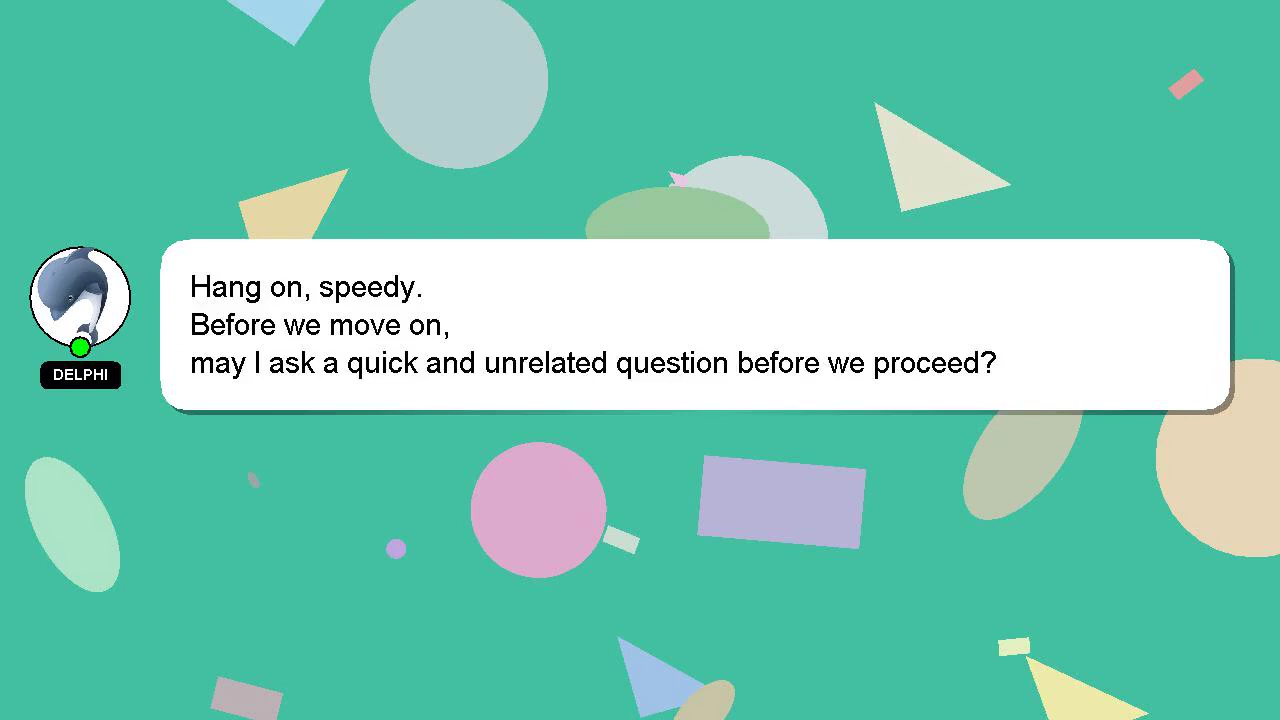 Hang on, speedy.
Before we move on,
may I ask a quick and unrelated question before we proceed?
DELPHI